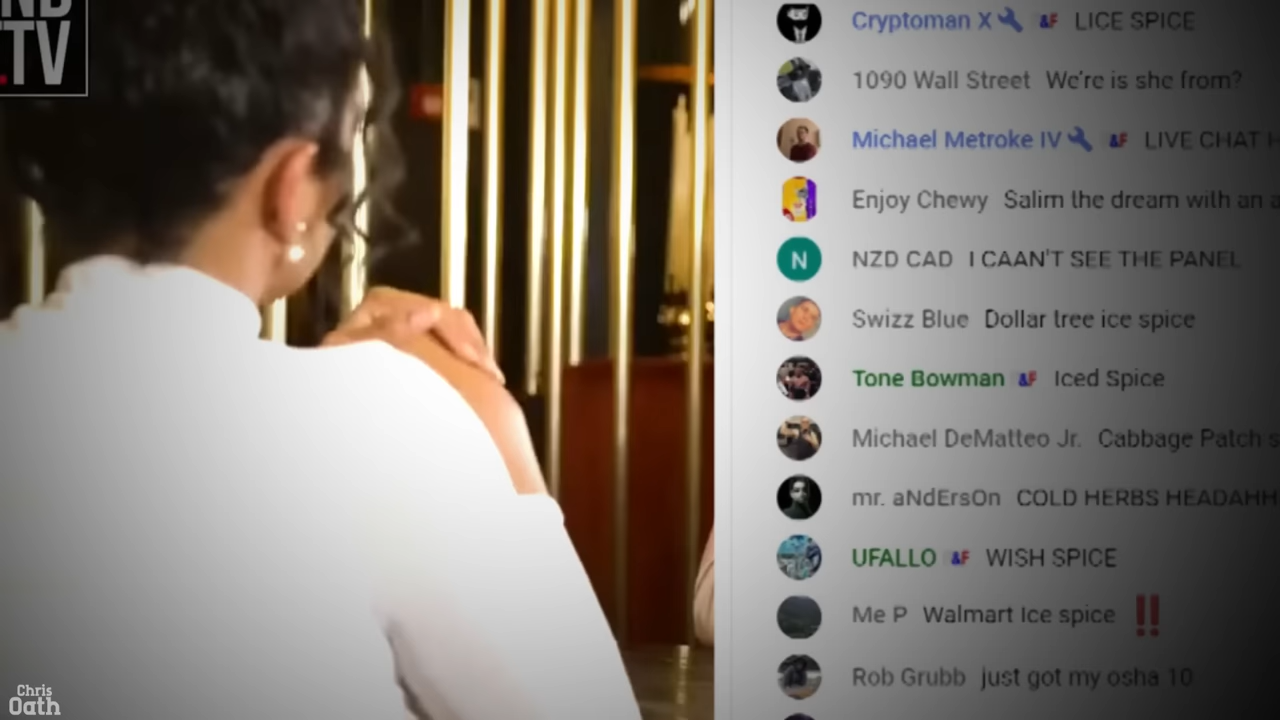 ND
TV
Cryptoman X &F LICE SPICE
1090 Wall Street We're is she from?
Michael Metroke IV &F LIVE CHAT
Enjoy Chewy Salim the dream with an a
NZD CAD I CAAN'T SEE THE PANEL
N
Swizz Blue Dollar tree ice spice
Tone Bowman &F Iced Spice
Michael DeMatteo Jr. Cabbage Patch s
mr. aNdErsOn COLD HERBS HEADAHH
UFALLO &F WISH SPICE
Me P Walmart Ice spice ‼
Rob Grubb just got my osha 10
Chris
Oath